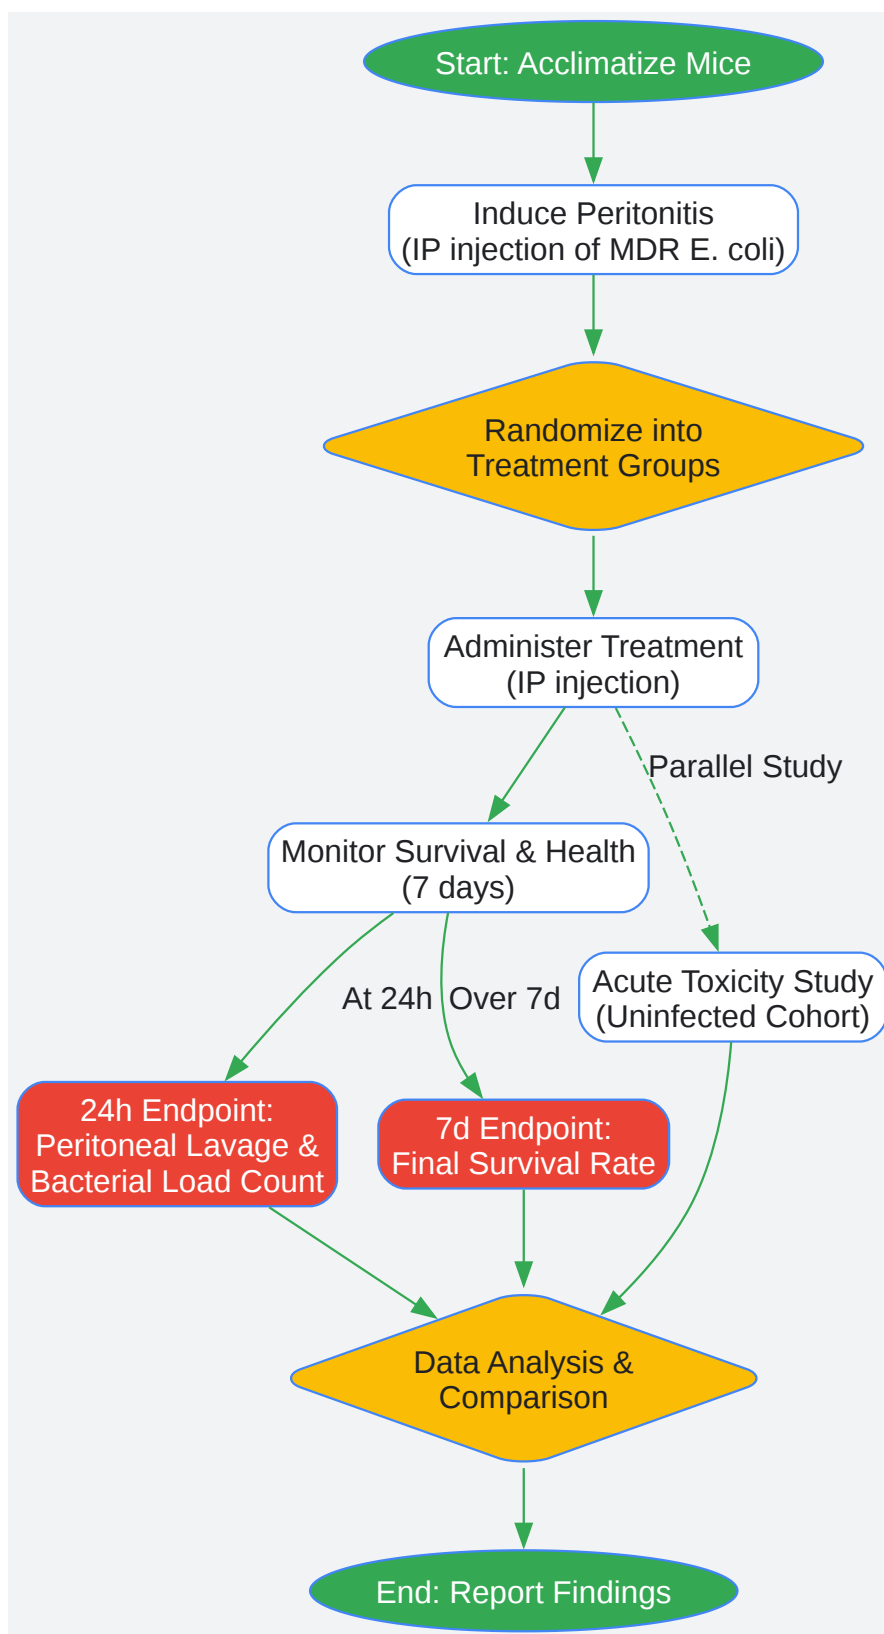 Start: Acclimatize Mice
Induce Peritonitis
(IP injection of MDR E. coli)
Randomize into
Treatment Groups
Administer Treatment
(IP injection)
Parallel Study
Monitor Survival & Health
(7 days)
Acute Toxicity Study
(Uninfected Cohort)
At 24h
Over 7d
24h Endpoint:
Peritoneal Lavage &
Bacterial Load Count
7d Endpoint:
Final Survival Rate
Data Analysis &
Comparison
End: Report Findings